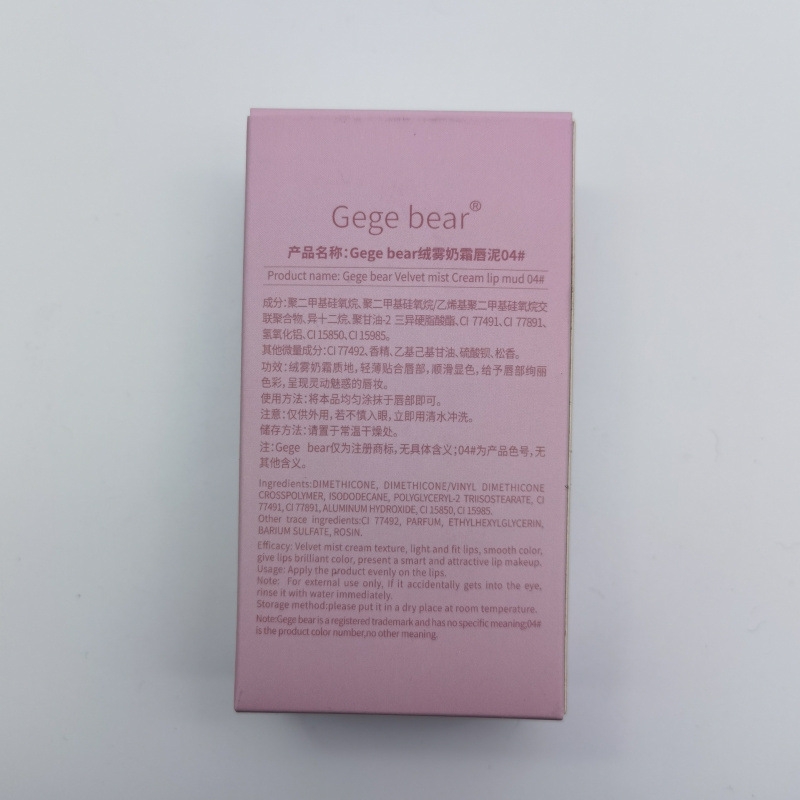 Gege bear®
产品名称：Gege bear绒雾奶霜唇泥04#
Product name: Gege bear Velvet mist Cream lip mud 04#
成分：聚二甲基硅氧烷、聚二甲基硅氧烷/乙烯基聚二甲基硅氧烷交
联聚合物、异十二烷、聚甘油-2 三异硬脂酸酯、CI 77491、CI 77891、
氢氧化铝、CI 15850、CI 15985。
其他微量成分：CI 77492、香精、乙基己基甘油、硫酸钡、松香。
功效：绒雾奶霜质地，轻薄贴合唇部，顺滑显色，给予唇部绚丽
色彩，呈现灵动魅惑的唇妆。
使用方法：将本品均匀涂抹于唇部即可。
注意：仅供外用，若不慎入眼，立即用清水冲洗。
储存方法：请置于常温干燥处。
注：Gege bear仅为注册商标，无具体含义；04#为产品色号，无
其他含义。
Ingredients:DIMETHICONE, DIMETHICONE/VINYL DIMETHICONE
CROSSPOLYMER, ISODODECANE, POLYGLYCERYL-2 TRIISOSTEARATE, CI
77491, CI 77891, ALUMINUM HYDROXIDE, CI 15850, CI 15985.
Other trace ingredients:CI 77492, PARFUM, ETHYLHEXYLGLYCERIN,
BARIUM SULFATE, ROSIN.
Efficacy: Velvet mist cream texture, light and fit lips, smooth color,
give lips brilliant color, present a smart and attractive lip makeup.
Usage: Apply the product evenly on the lips.
Note: For external use only, If it accidentally gets into the eye,
rinse it with water immediately.
Storage method:please put it in a dry place at room temperature.
Note:Gege bear is a registered trademark and has no specific meaning;04#
is the product color number,no other meaning.